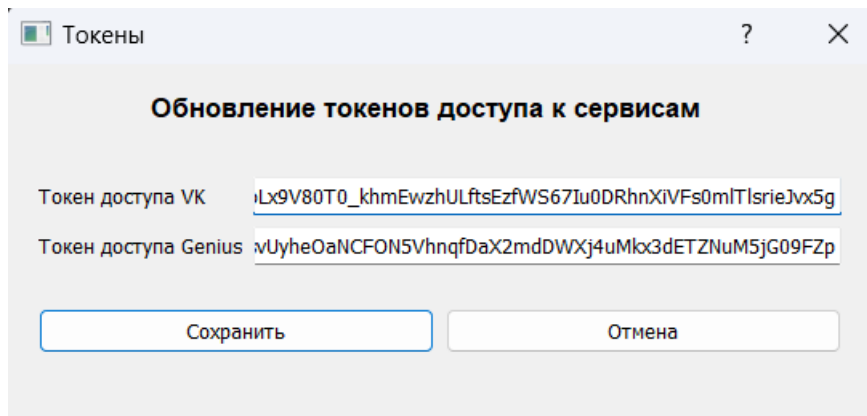 Токены
Обновление токенов доступа к сервисам
Токен доступа VK Lx9V80T0_khmEwzhULftsEzfWS67Iu0DRhnXiVFs0mlTlsrieJvx5g
Токен доступа Genius vUyheOaNCFON5VhnqfDaX2mdDWXj4uMkx3dETZNuM5jG09FZp
Сохранить Отмена